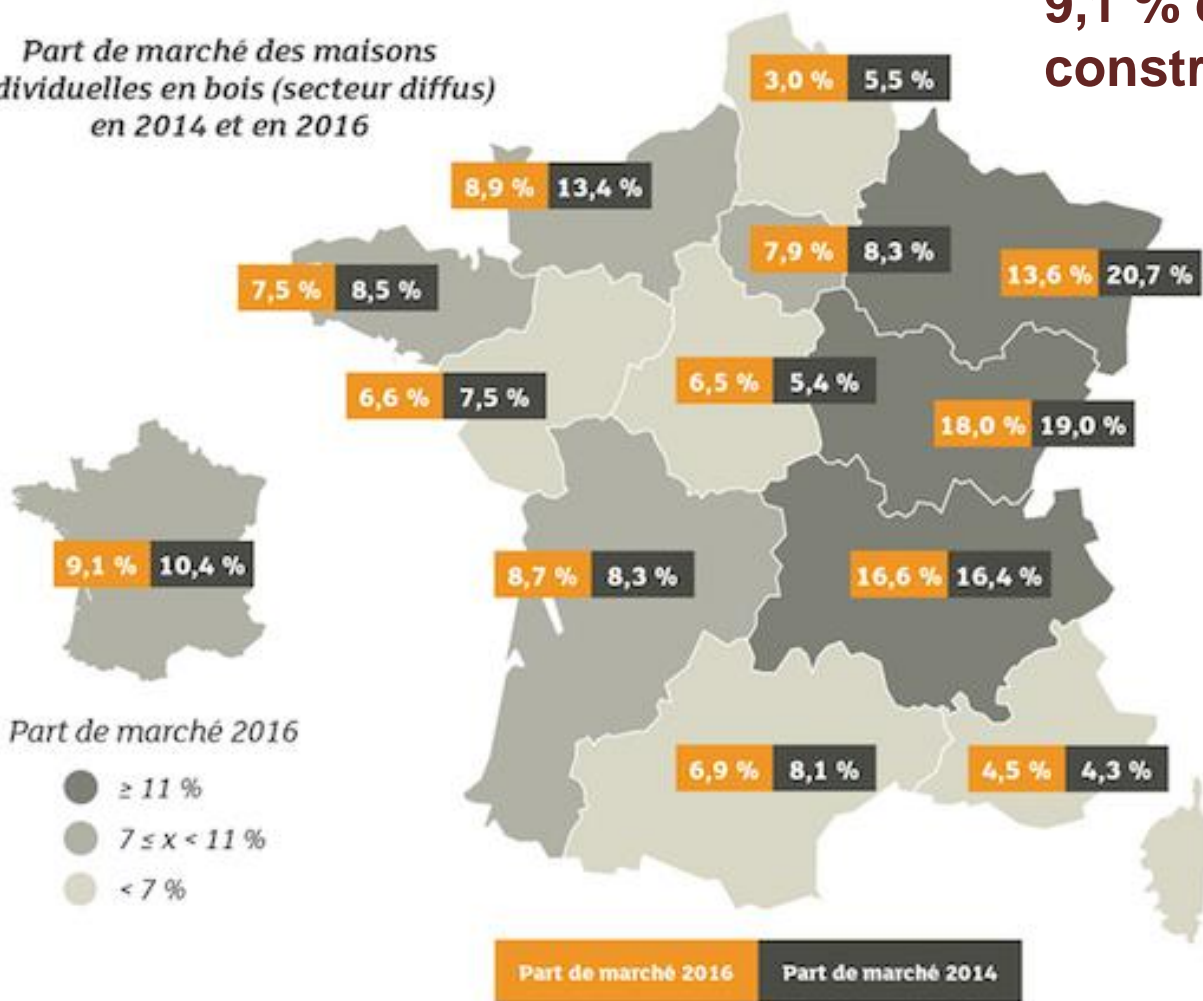 9,1 %
constr
Part de marché des maisons
dividuelles en bois (secteur diffus)
en 2014 et en 2016
3,0 % 5,5 %
8,9 % 13,4 %
7,9 % 8,3 %
13,6 % 20,7 %
7,5 % 8,5 %
6,6 % 7,5 %
6,5 % 5,4 %
18,0 % 19,0 %
9,1 % 10,4 %
8,7 % 8,3 %
16,6 % 16,4 %
6,9 % 8,1 %
4,5 % 4,3 %
Part de marché 2016
≥ 11 %
7 ≤ x < 11 %
< 7 %
Part de marché 2016 Part de marché 2014